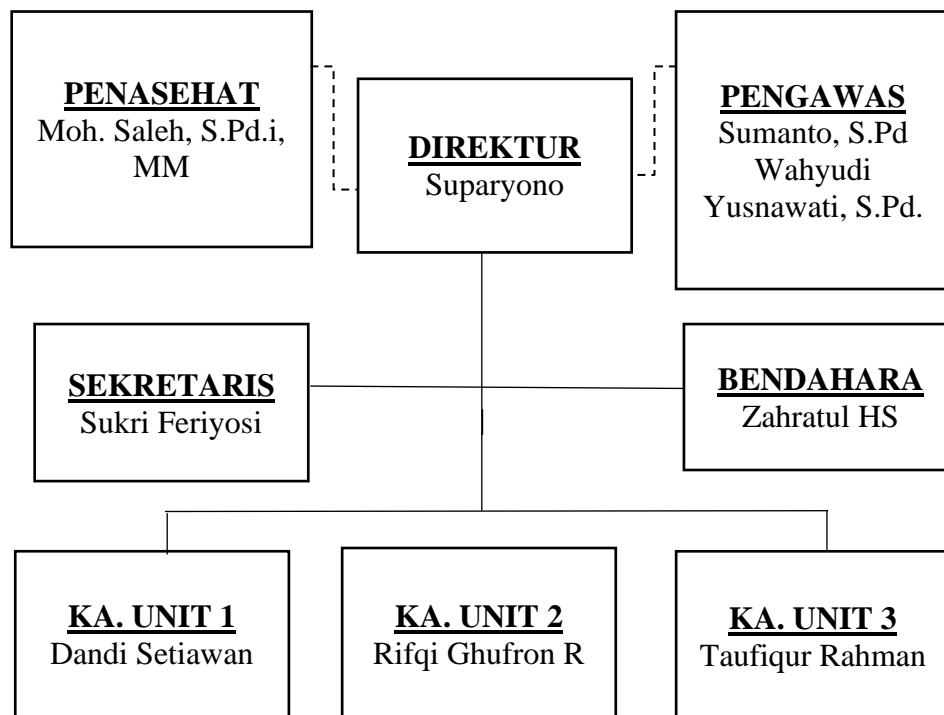 PENASEHAT
Moh. Saleh, S.Pd.i,
MM
DIREKTUR
Suparyono
PENGAWAS
Sumanto, S.Pd
Wahyudi
Yusnawati, S.Pd.
SEKRETARIS
Sukri Feriyosi
BENDAHARA
Zahratul HS
KA. UNIT 1
Dandi Setiawan
KA. UNIT 2
Rifqi Ghufron R
KA. UNIT 3
Taufiqur Rahman